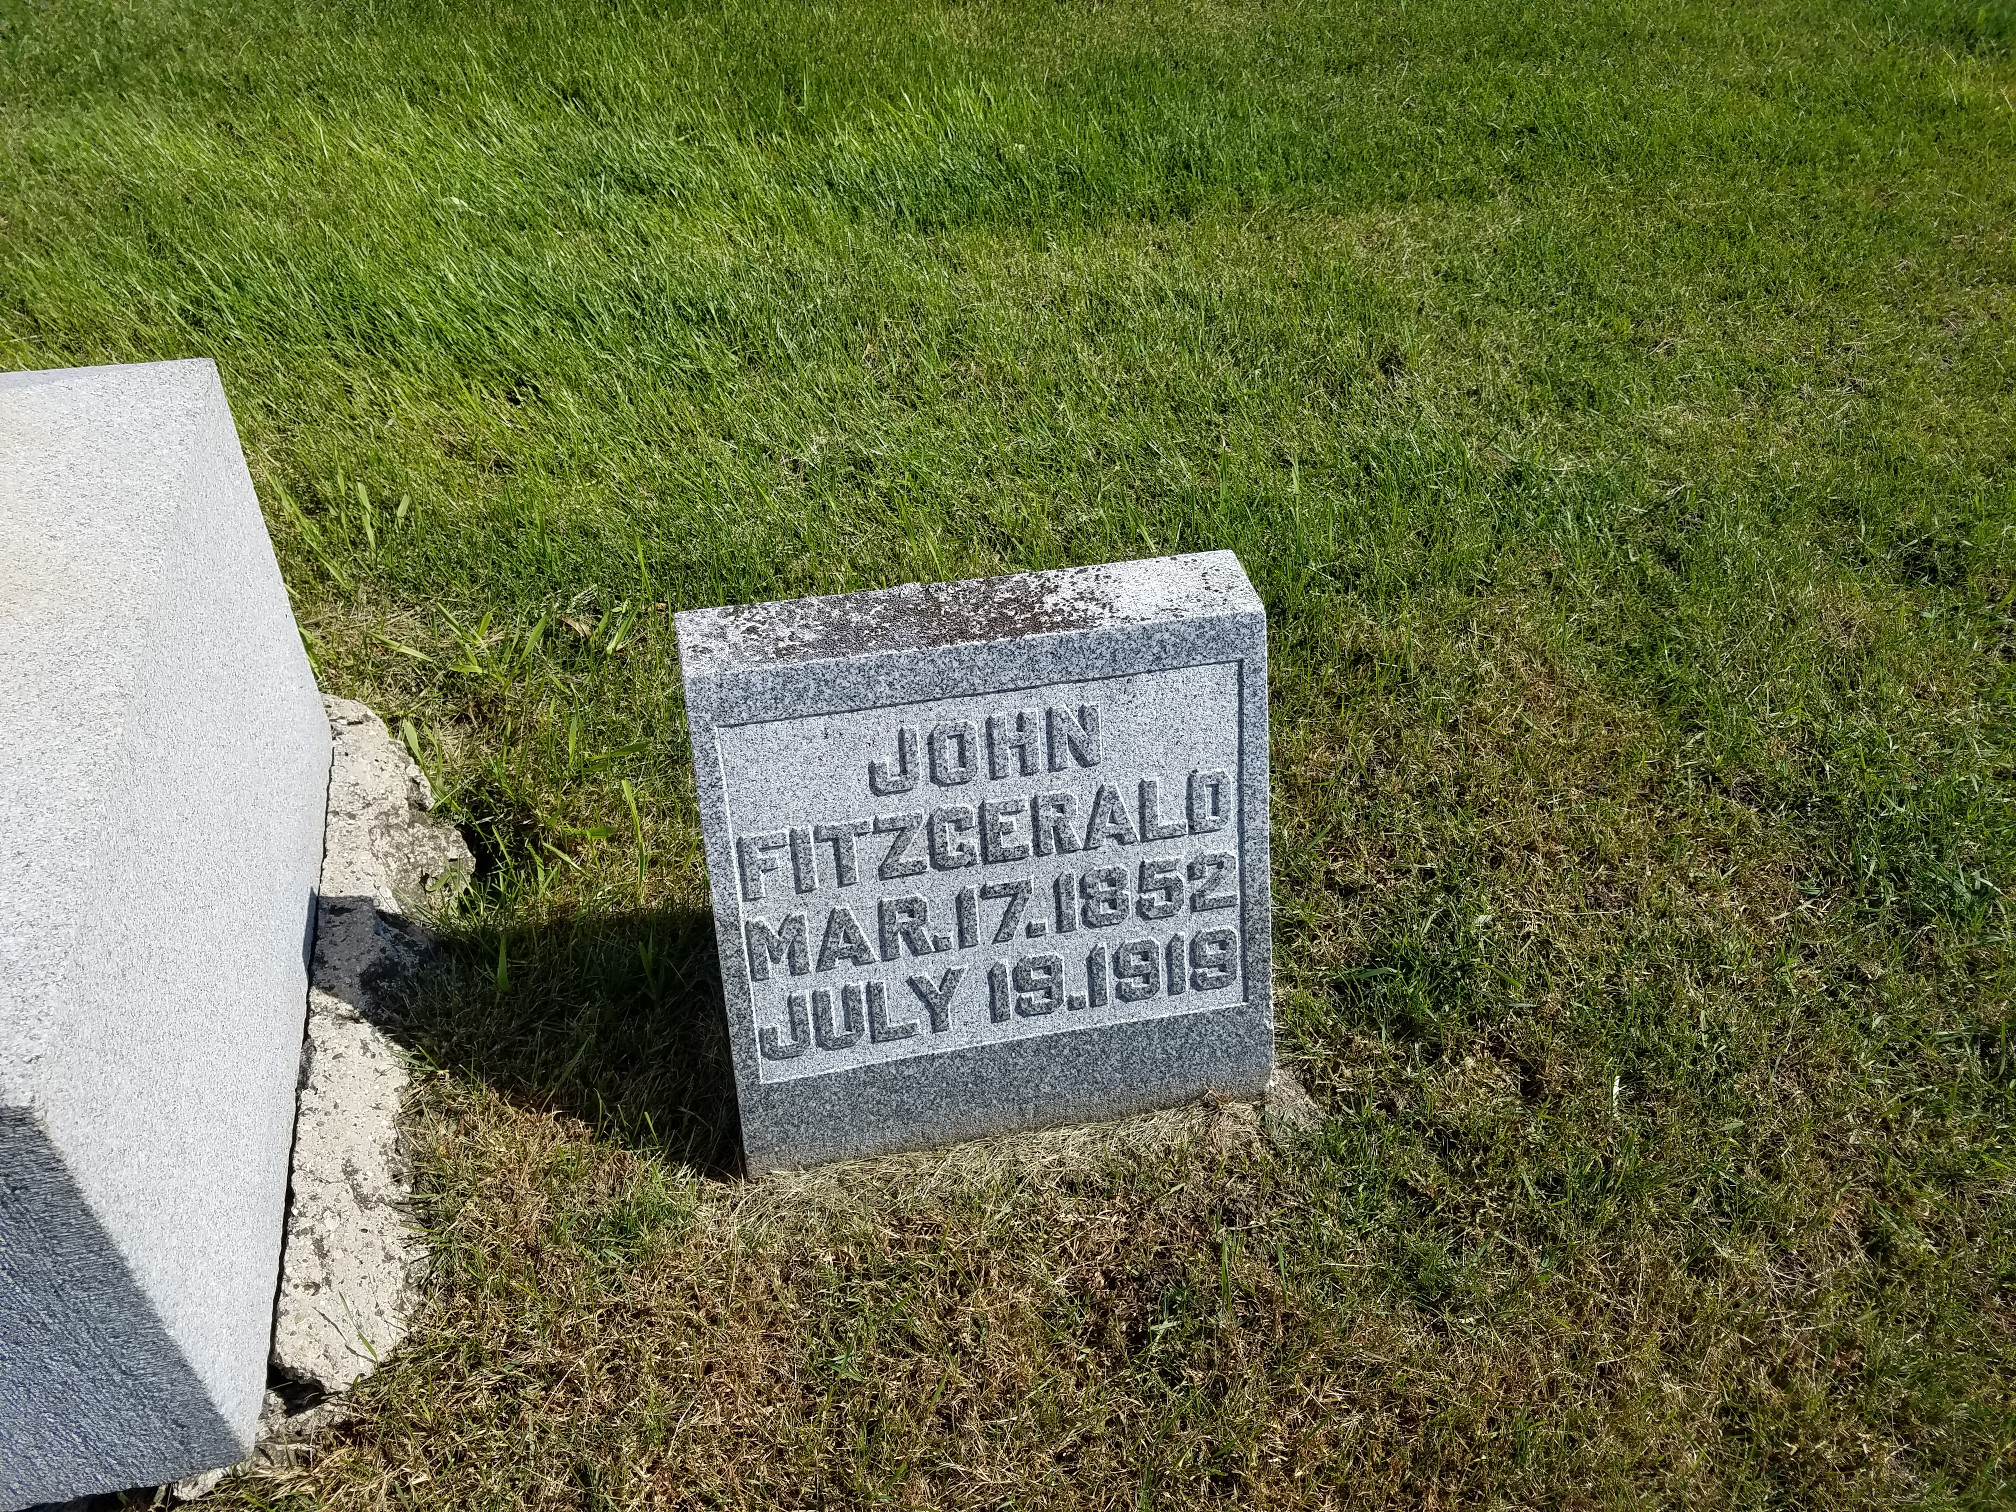 JOHN
FITZGERALD
MAR.17.1852
JULY 19.1919